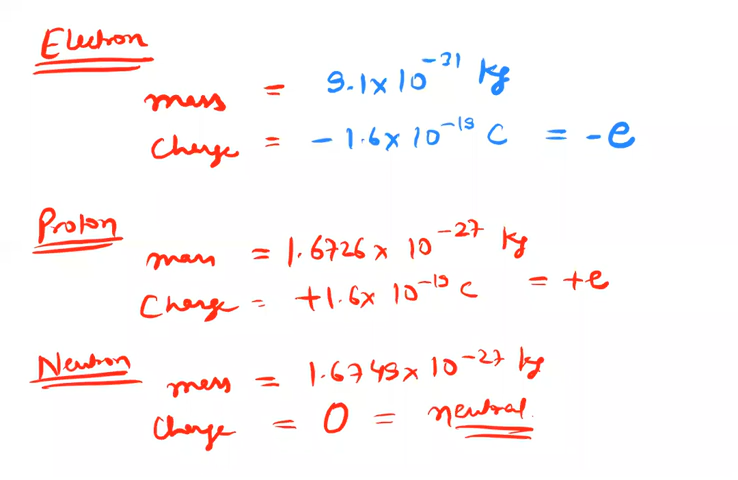 Electron
mass = 9.1 × 10⁻³¹ kg
Charge = – 1.6 × 10⁻¹⁹ C = -e
Proton
mass = 1.6726 × 10⁻²⁷ kg
Charge = +1.6 × 10⁻¹⁹ C = +e
Neutron
mass = 1.6749 × 10⁻²⁷ kg
Charge = 0 = neutral.